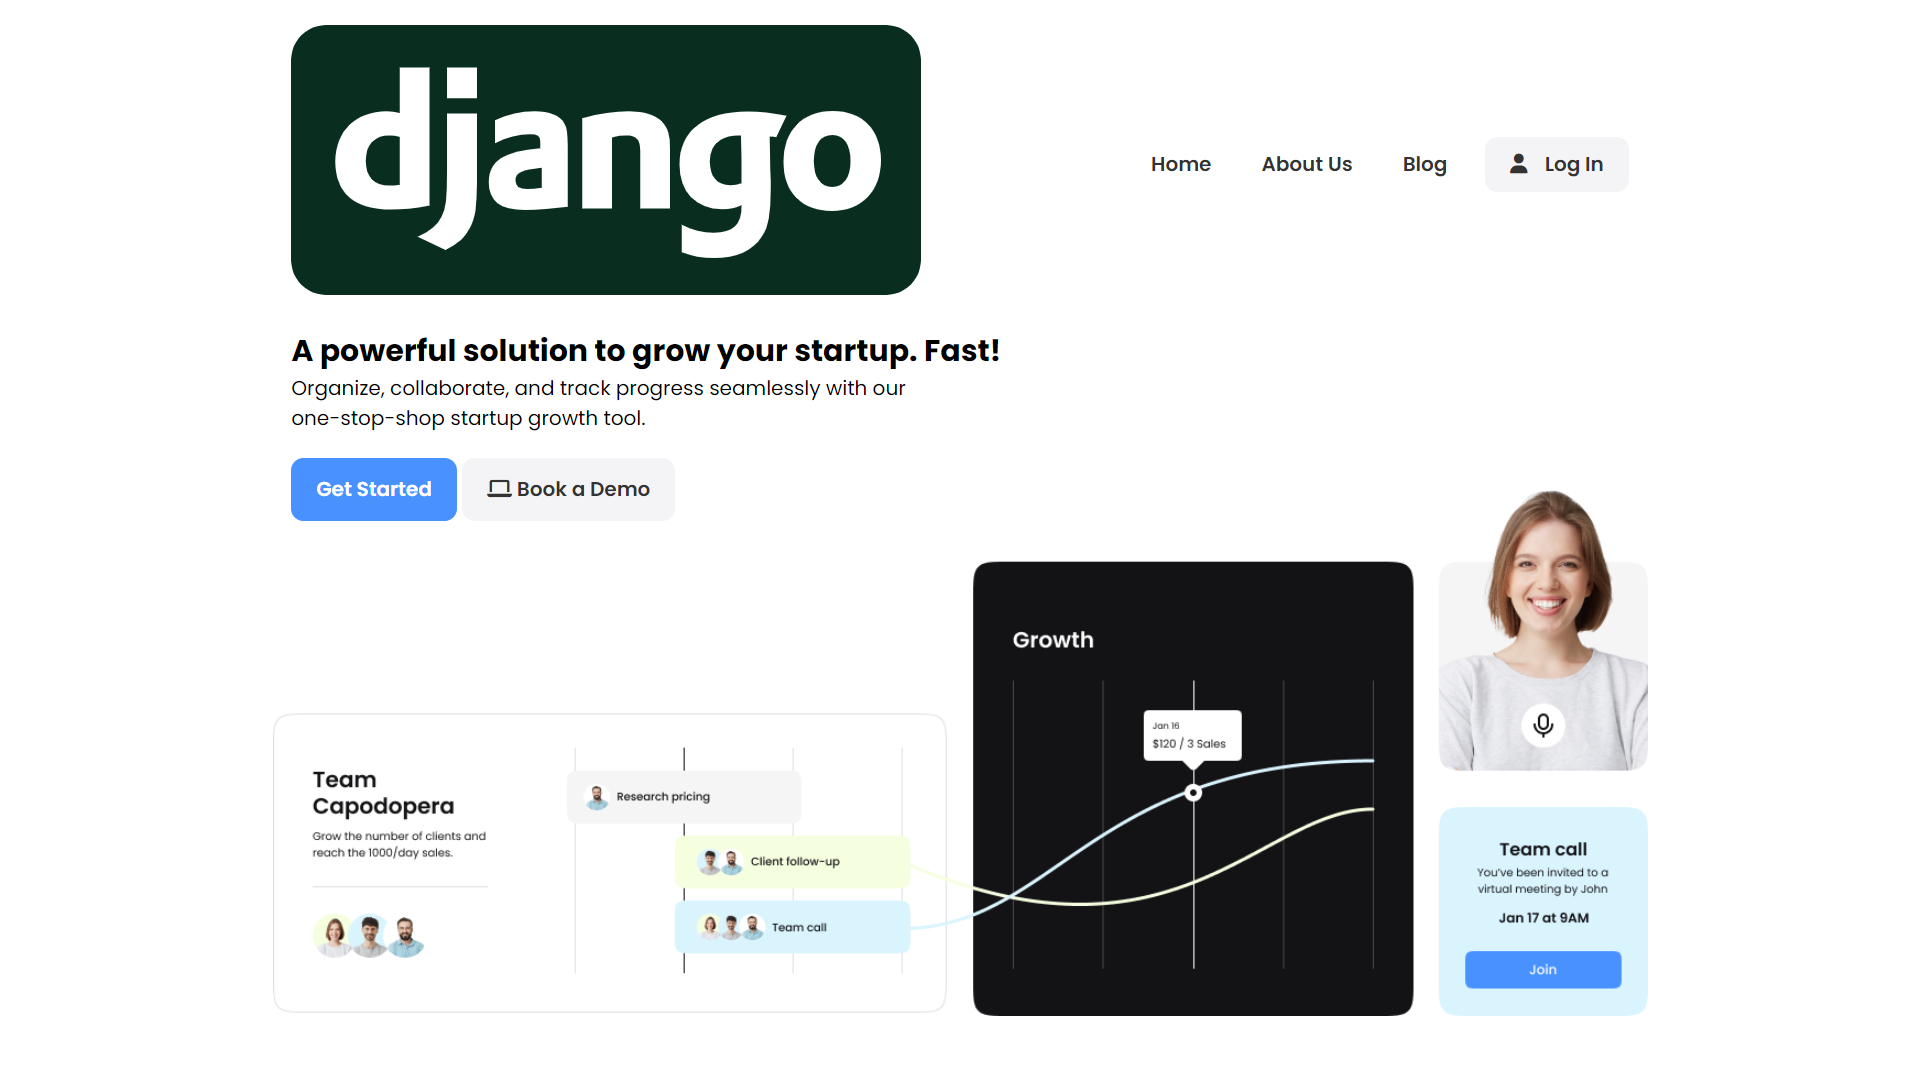 django
Home
About Us
Blog
Log In
A powerful solution to grow your startup. Fast!
Organize, collaborate, and track progress seamlessly with our
one-stop-shop startup growth tool.
Get Started
Book a Demo
Team
Capodopera
Grow the number of clients and
reach the 1000/day sales.
Research pricing
Client follow-up
Team call
Growth
Jan 16
$120 / 3 Sales
Team call
You've been invited to a
virtual meeting by John
Jan 17 at 9AM
Join